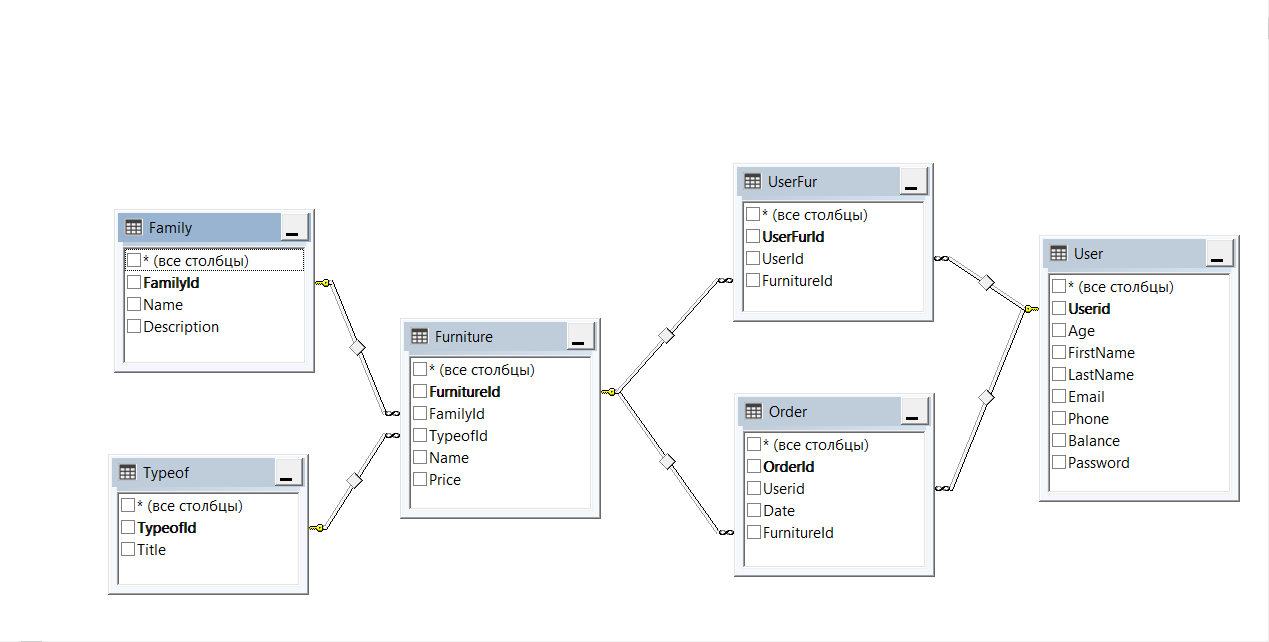 Family
* (все столбцы)
FamilyId
Name
Description
Typeof
* (все столбцы)
TypeofId
Title
Furniture
* (все столбцы)
FurnitureId
FamilyId
TypeofId
Name
Price
UserFur
* (все столбцы)
UserFurId
UserId
FurnitureId
Order
* (все столбцы)
OrderId
Userid
Date
FurnitureId
User
* (все столбцы)
Userid
Age
FirstName
LastName
Email
Phone
Balance
Password